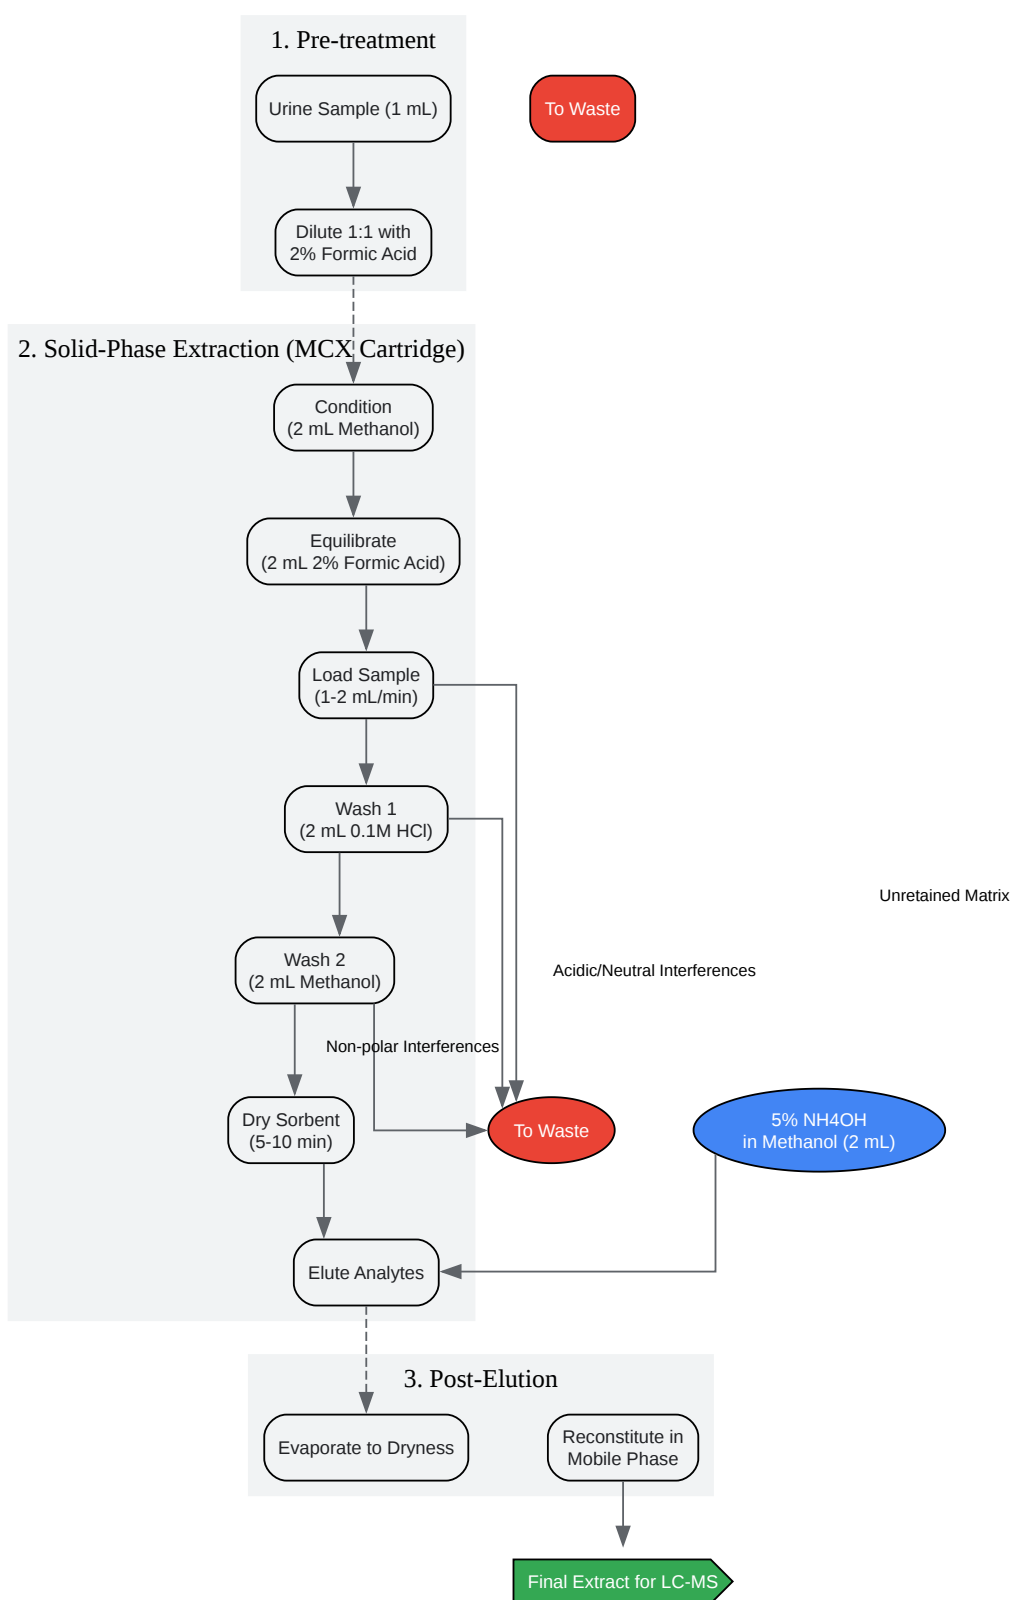 1. Pre-treatment
Urine Sample (1 mL)
To Waste
Dilute 1:1 with
2% Formic Acid
2. Solid-Phase Extraction (MCX Cartridge)
Condition
(2 mL Methanol)
Equilibrate
(2 mL 2% Formic Acid)
Load Sample
(1-2 mL/min)
Wash 1
(2 mL 0.1M HCl)
Unretained Matrix
Wash 2
(2 mL Methanol)
Acidic/Neutral Interferences
Non-polar Interferences
Dry Sorbent
(5-10 min)
To Waste
5% NH4OH
in Methanol (2 mL)
Elute Analytes
3. Post-Elution
Evaporate to Dryness
Reconstitute in
Mobile Phase
Final Extract for LC-MS